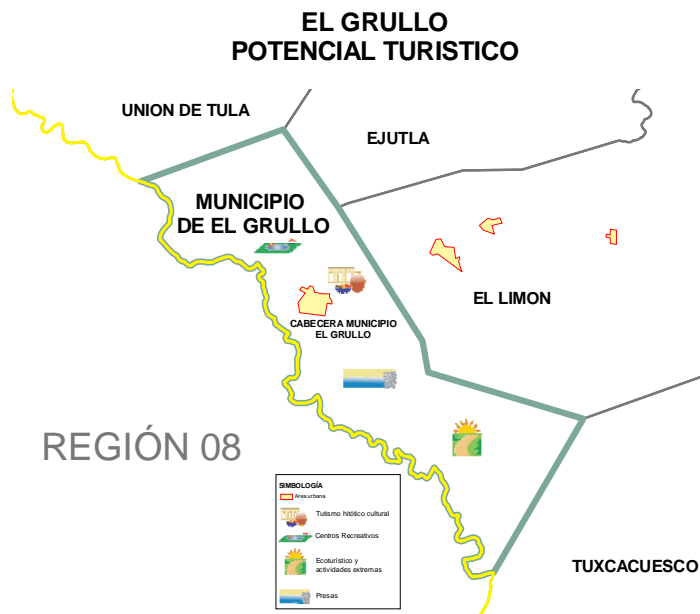 EL GRULLO
POTENCIAL TURISTICO
UNION DE TULA
EJUTLA
MUNICIPIO
DE EL GRULLO
EL LIMON
CABECERA MUNICIPIO
EL GRULLO
REGIÓN 08
SIMBOLOGÍA
Area urbana
Tutismo hitótico cultural
Centros Recreativos
Ecoturístico y
actividades extremas
Presas
TUXCACUESCO